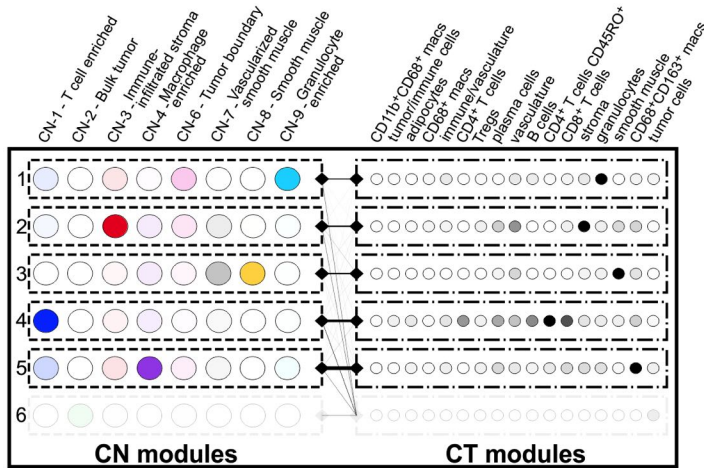 CN-1 - T cell enriched
CN-2 - Bulk tumor
CN-3 - Immune-
infiltrated stroma
CN-4 - Macrophage
enriched
CN-6 - Tumor boundary
CN-7 - Vascularized
smooth muscle
CN-8 - Smooth muscle
CN-9 - Granulocyte
enriched
CD11b+CD68+ macs
tumor/immune cells
adipocytes
CD68+ macs
immune/vasculature
CD4+ T cells
Tregs
plasma cells
vasculature
B cells
CD4+ T cells CD45RO+
CD8+ T cells
stroma
granulocytes
smooth muscle
CD68+CD163+ macs
tumor cells
1
2
3
4
5
6
CN modules
CT modules